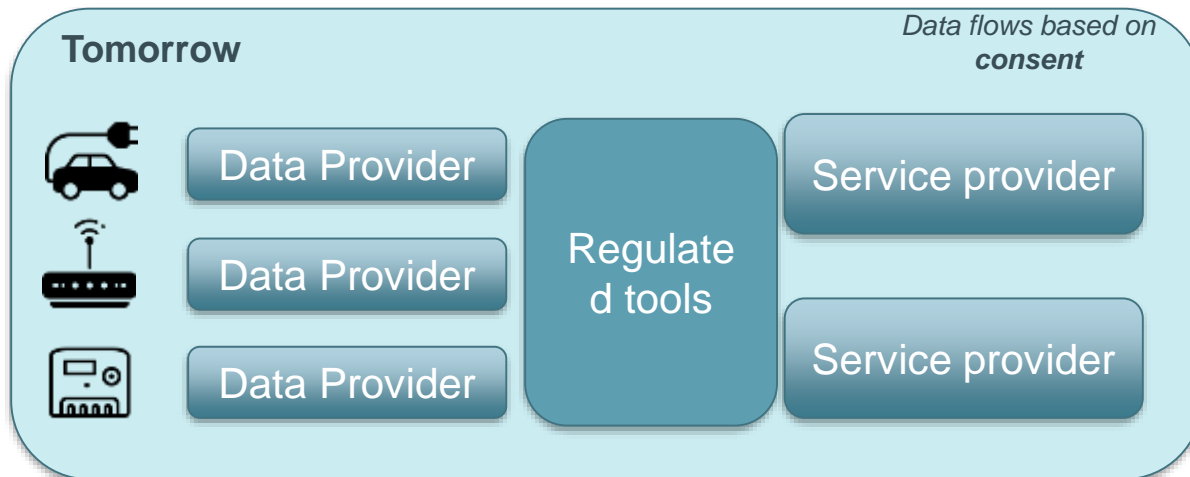 Tomorrow
Data flows based on
consent
Data Provider
Data Provider
Data Provider
Regulate
d tools
Service provider
Service provider